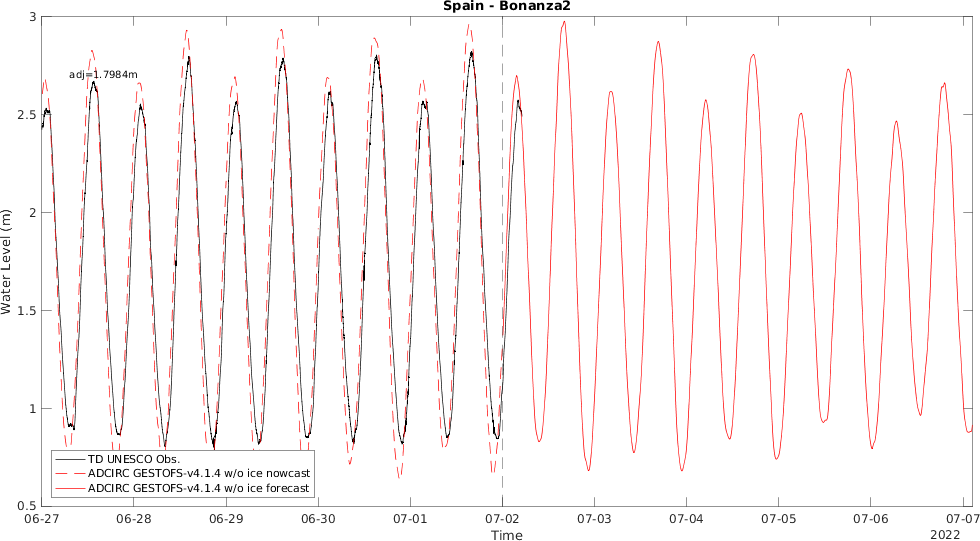 Spain - Bonanza2
Water Level (m)
3
2.5
2
1.5
1
0.5
adj=1.7984m
TD UNESCO Obs.
ADCIRC GESTOFS-v4.1.4 w/o ice nowcast
ADCIRC GESTOFS-v4.1.4 w/o ice forecast
06-27 06-28 06-29 06-30 07-01 07-02 07-03 07-04 07-05 07-06 07-07
Time
2022